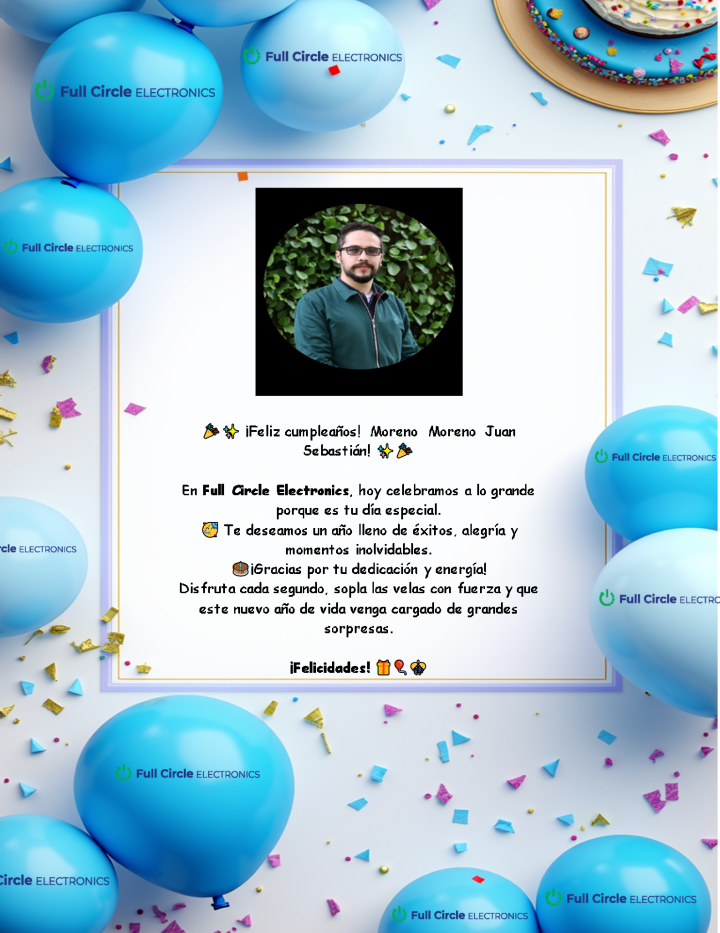 Full Circle ELECTRONICS
Full Circle ELECTRONICS
Full Circle ELECTRONICS
🎉✨ ¡Feliz cumpleaños! Moreno Moreno Juan
Sebastián! ✨🎉
En Full Circle Electronics, hoy celebramos a lo grande
porque es tu día especial.
🥳 Te deseamos un año lleno de éxitos, alegría y
momentos inolvidables.
🎂¡Gracias por tu dedicación y energía!
Disfruta cada segundo, sopla las velas con fuerza y que
este nuevo año de vida venga cargado de grandes
sorpresas.
¡Felicidades! 🎁🎈🐝
Full Circle ELECTRONICS
cle ELECTRONICS
Full Circle ELECTRO
Full Circle ELECTRONICS
Circle ELECTRONICS
Full Circle ELECTRONICS
Full Circle ELECTRONICS